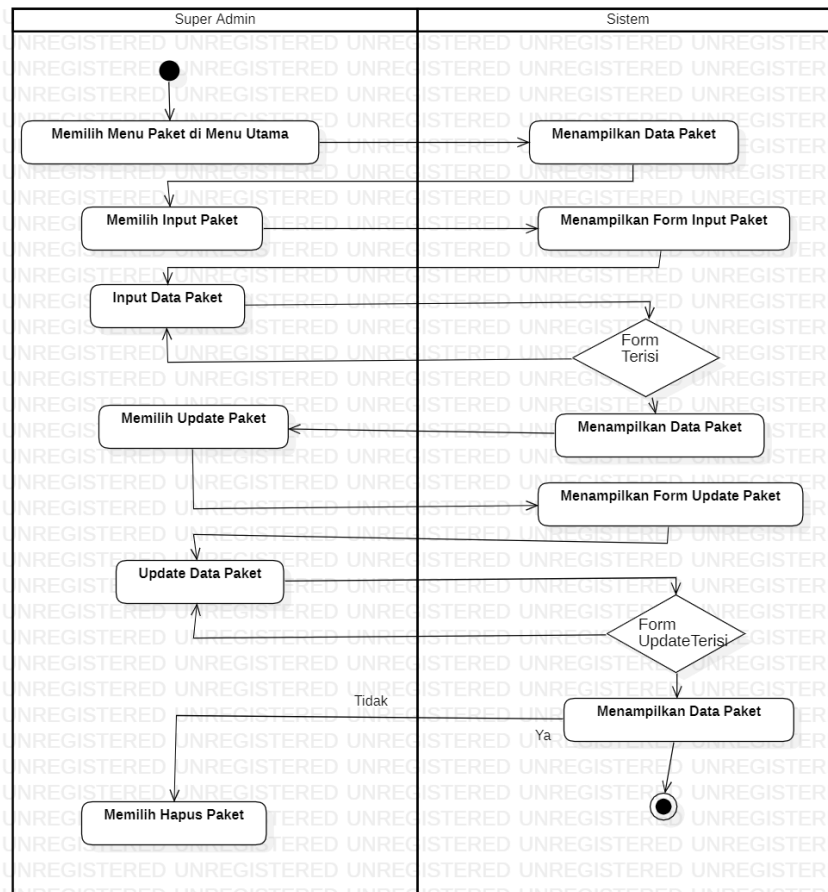 Super Admin
Sistem
Memilih Menu Paket di Menu Utama
Menampilkan Data Paket
Memilih Input Paket
Menampilkan Form Input Paket
Input Data Paket
Form
Terisi
Memilih Update Paket
Menampilkan Data Paket
Menampilkan Form Update Paket
Update Data Paket
Form
UpdateTerisi
Tidak
Menampilkan Data Paket
Ya
Memilih Hapus Paket